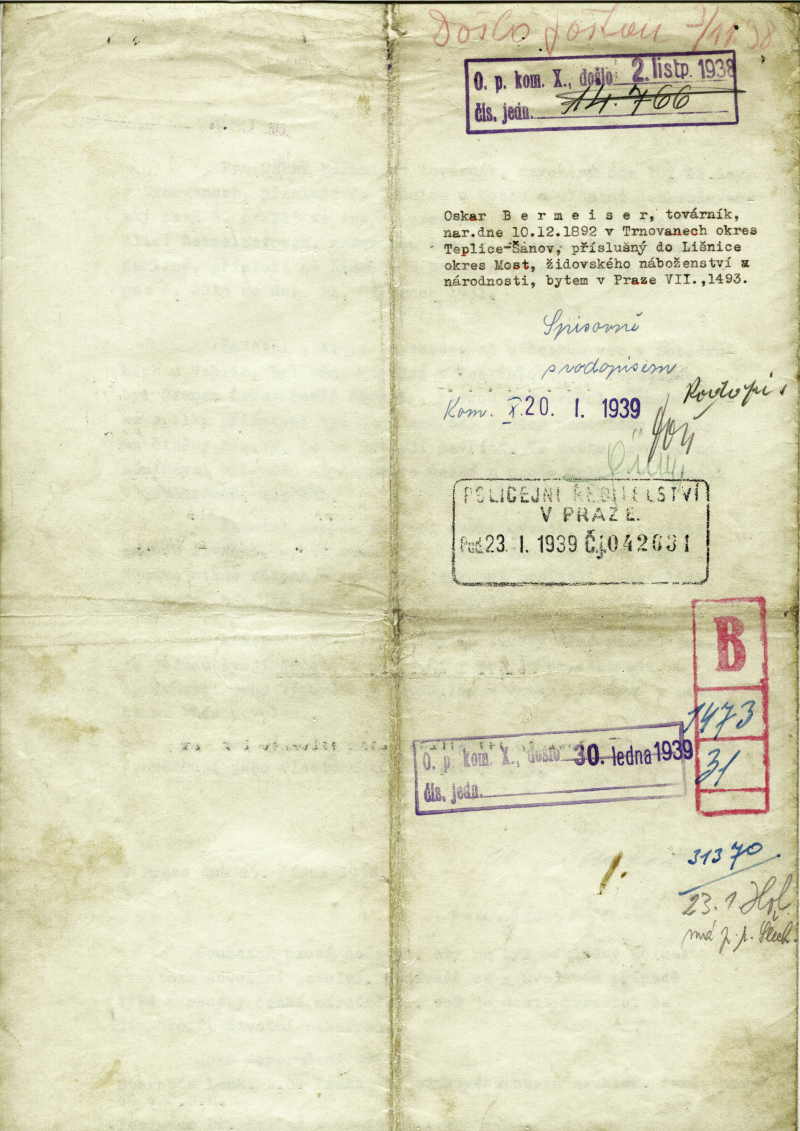 Došlo poštou 3/11 38
O. p. kom. X., došlo 2. listp. 1938
čís. jedn. 14.766
Oskar B e r m e i s e r, továrník,
nar.dne 10.12.1892 v Trnovanech okres
Teplice-Šanov, příslušný do Lišnice
okres Most, židovského náboženství a
národnosti, bytem v Praze VII.,1493.
Spisovně
s vodopisem
Kom. X. 20. I. 1939
POLICEJNÍ ŘEDITELSTVÍ
V PRAZE.
Pod. 23. I. 1939 Č.j. 042631
B
1473
31
O. p. kom. X., došlo 30. ledna 1939
čís. jedn.
31370
23.1
má p. p.